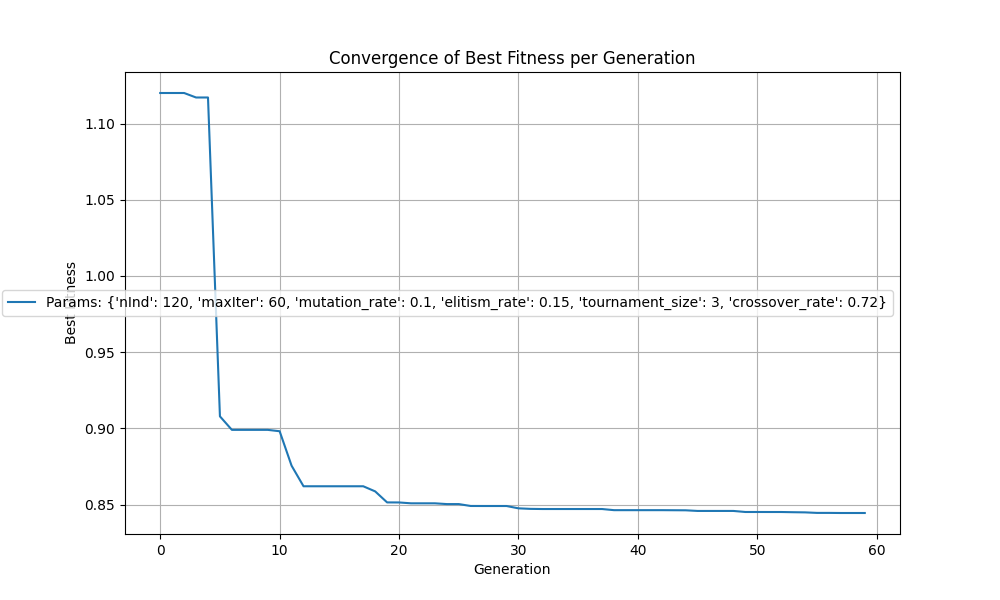 Convergence of Best Fitness per Generation
1.10
1.05
1.00
Params: {'nInd': 120, 'maxIter': 60, 'mutation_rate': 0.1, 'elitism_rate': 0.15, 'tournament_size': 3, 'crossover_rate': 0.72}
Best Fitness
0.95
0.90
0.85
0 10 20 30 40 50 60
Generation